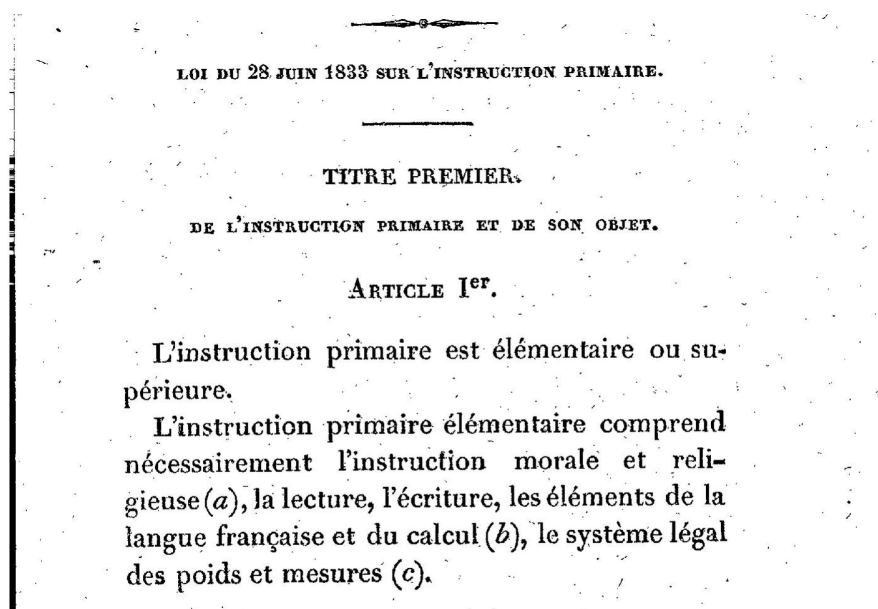 LOI DU 28 JUIN 1833 SUR L'INSTRUCTION PRIMAIRE.
TITRE PREMIER.
DE L'INSTRUCTION PRIMAIRE ET DE SON OBJET.
ARTICLE Ier.
L'instruction primaire est élémentaire ou su-
périeure.
L'instruction primaire élémentaire comprend
nécessairement l'instruction morale et reli-
gieuse (a), la lecture, l'écriture, les éléments de la
langue française et du calcul (b), le système légal
des poids et mesures (c).